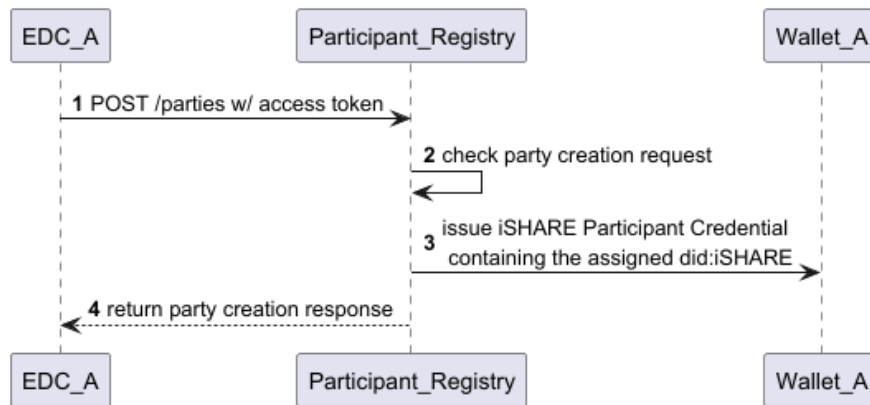 EDC_A Participant_Registry Wallet_A
1 POST /parties w/ access token
2 check party creation request
issue iSHARE Participant Credential
3
containing the assigned did:iSHARE
4 return party creation response
EDC_A Participant_Registry Wallet_A